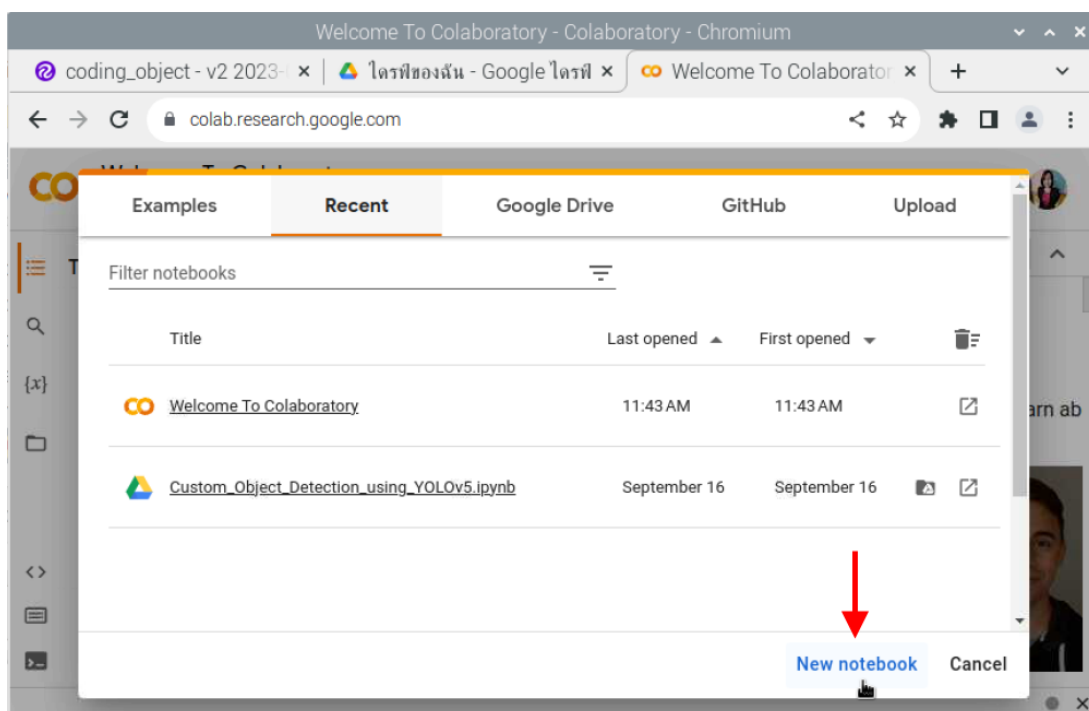 Welcome To Colaboratory - Colaboratory - Chromium
coding_object - v2 2023- ไดรฟ์ของฉัน - Google ไดรฟ์ Welcome To Colaborator
colab.research.google.com
Examples Recent Google Drive GitHub Upload
T
Filter notebooks
Title Last opened First opened
{x}
Welcome To Colaboratory 11:43 AM 11:43 AM
arn ab
Custom_Object_Detection_using_YOLOv5.ipynb September 16 September 16
New notebook Cancel